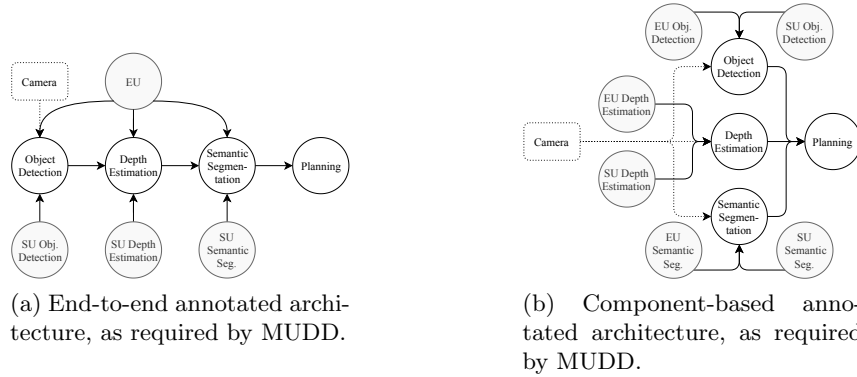 Camera
EU
Object
Detection
Depth
Estimation
Semantic
Segmen-
tation
Planning
SU Obj.
Detection
SU Depth
Estimation
SU
Semantic
Seg.
(a) End-to-end annotated archi-
tecture, as required by MUDD.
EU Obj.
Detection
SU Obj.
Detection
Object
Detection
EU Depth
Estimation
Camera
Depth
Estimation
Planning
SU Depth
Estimation
Semantic
Segmen-
tation
EU
Semantic
Seg.
SU
Semantic
Seg.
(b) Component-based anno-
tated architecture, as required
by MUDD.